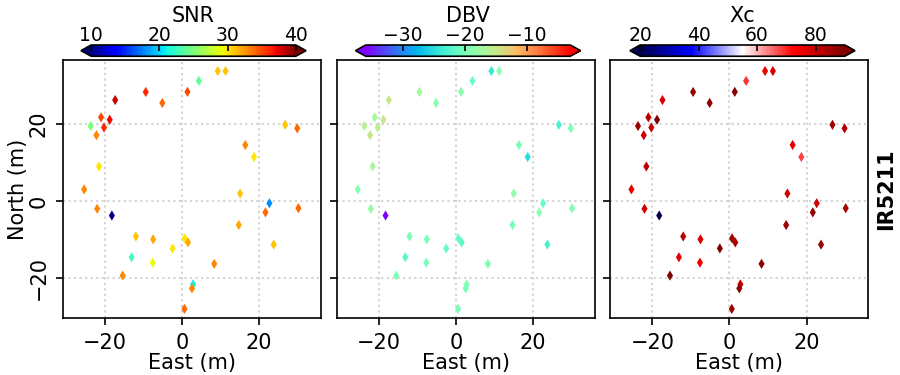 SNR DBV Xc
10 20 30 40 −30 −20 −10 20 40 60 80
20
0
−20
North (m)
IR5211
−20 0 20 −20 0 20 −20 0 20
East (m) East (m) East (m)